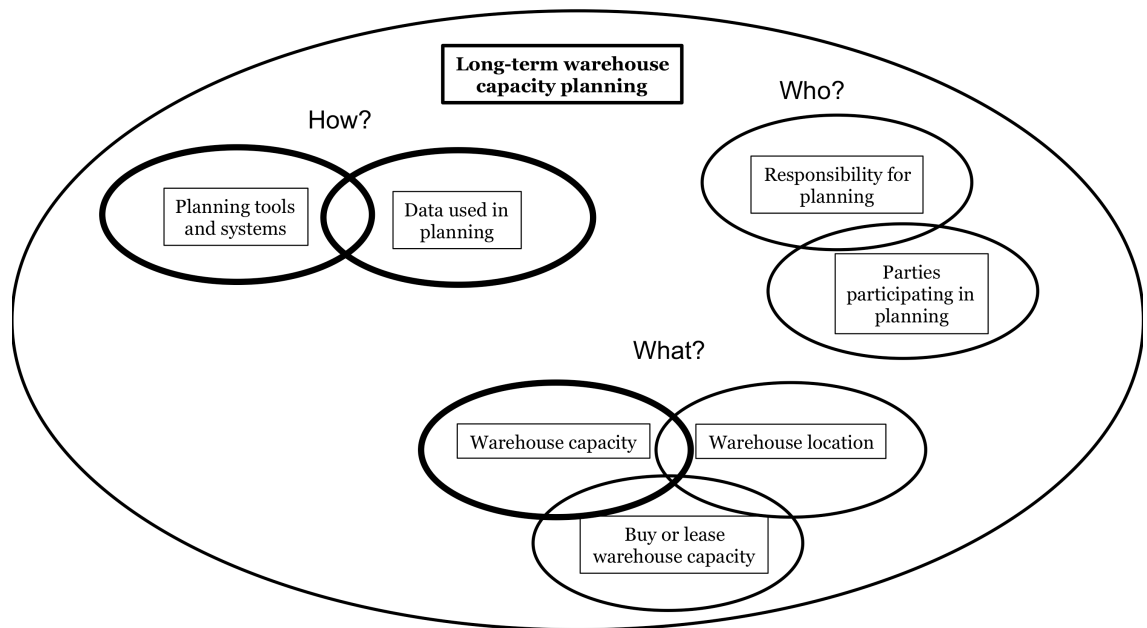 Long-term warehouse
capacity planning
How?
Who?
Planning tools
and systems
Data used in
planning
Responsibility for
planning
Parties
participating in
planning
What?
Warehouse capacity
Warehouse location
Buy or lease
warehouse capacity